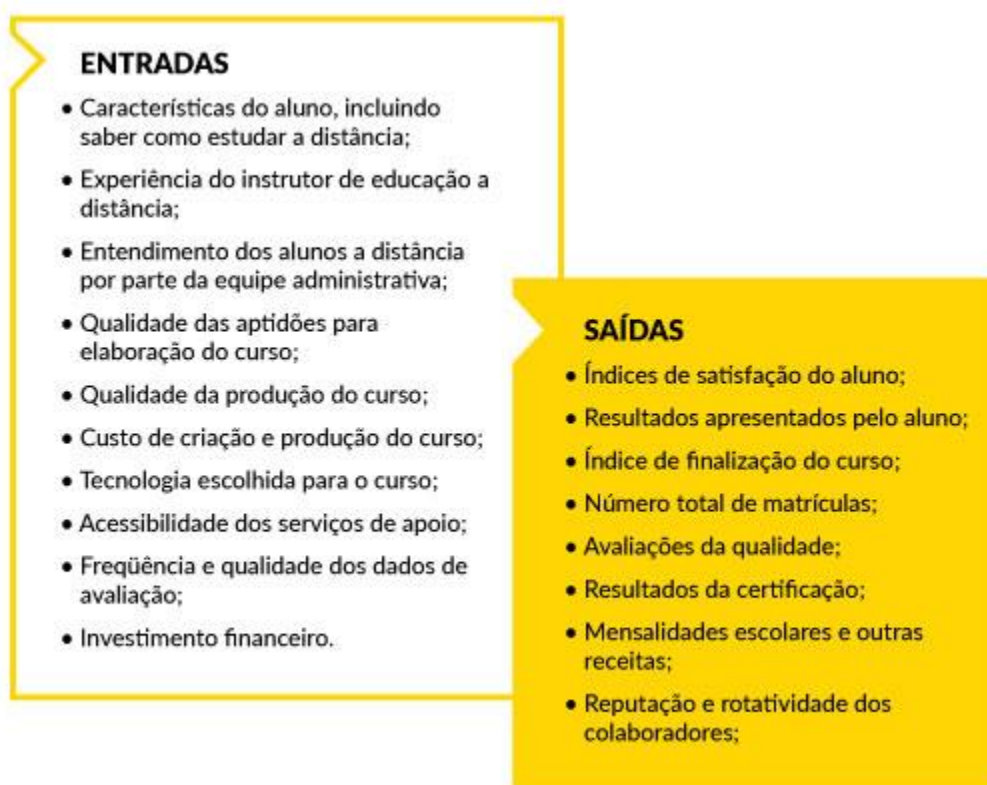 ENTRADAS
• Características do aluno, incluindo
saber como estudar a distância;
• Experiência do instrutor de educação a
distância;
• Entendimento dos alunos a distância
por parte da equipe administrativa;
• Qualidade das aptidões para
elaboração do curso;
• Qualidade da produção do curso;
• Custo de criação e produção do curso;
• Tecnologia escolhida para o curso;
• Acessibilidade dos serviços de apoio;
• Freqüência e qualidade dos dados de
avaliação;
• Investimento financeiro.
SAÍDAS
• Índices de satisfação do aluno;
• Resultados apresentados pelo aluno;
• Índice de finalização do curso;
• Número total de matrículas;
• Avaliações da qualidade;
• Resultados da certificação;
• Mensalidades escolares e outras
receitas;
• Reputação e rotatividade dos
colaboradores;